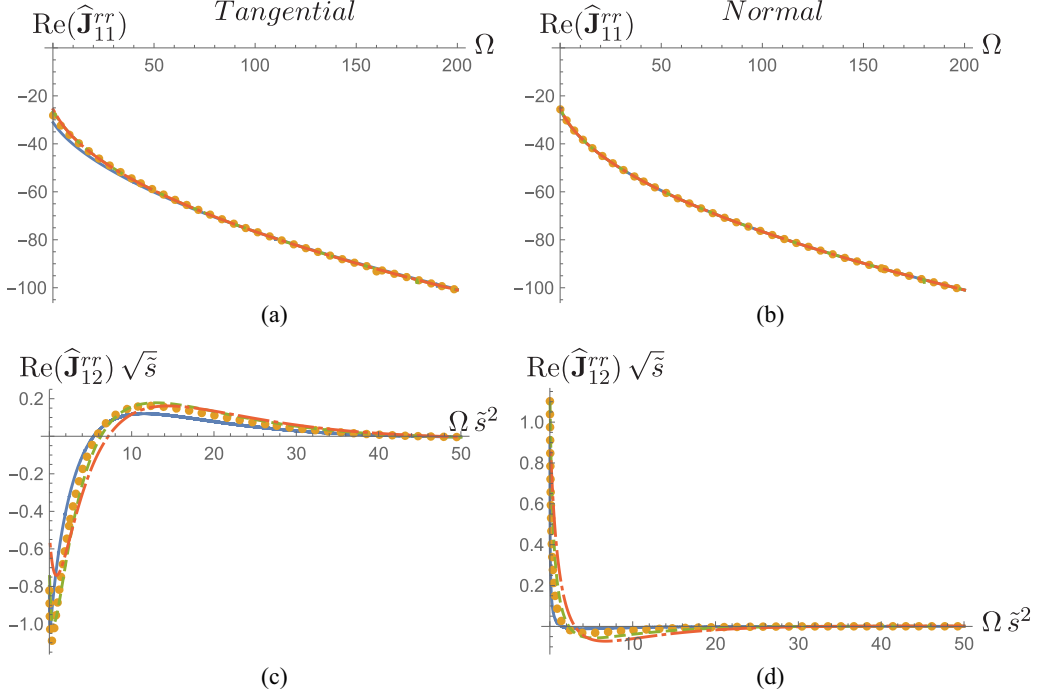 Tangential
Normal
Re(Ĵ₁₁ʳʳ)
Ω
50
100
150
200
−20
−40
−60
−80
−100
(a)
Re(Ĵ₁₁ʳʳ)
Ω
50
100
150
200
−20
−40
−60
−80
−100
(b)
Re(Ĵ₁₂ʳʳ) √s̃
Ω s̃²
0.2
−0.2
−0.4
−0.6
−0.8
−1.0
10
20
30
40
50
(c)
Re(Ĵ₁₂ʳʳ) √s̃
1.0
0.8
0.6
0.4
0.2
Ω s̃²
10
20
30
40
50
(d)